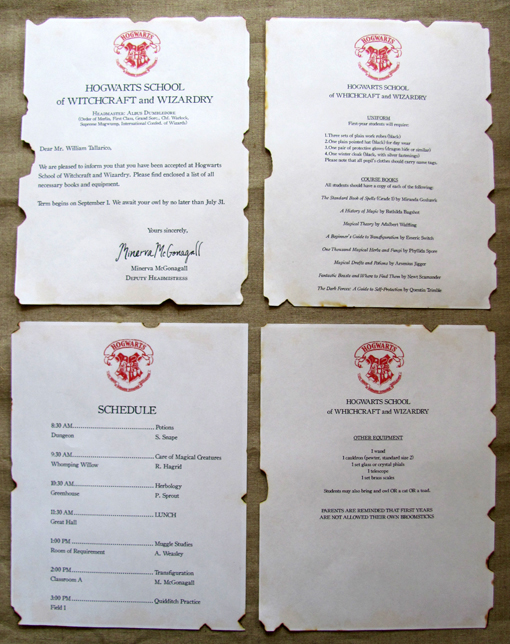 HOGWARTS
HOGWARTS SCHOOL
of WITCHCRAFT and WIZARDRY
HEADMASTER: ALBUS DUMBLEDORE
(Order of Merlin, First Class, Grand Sorc., Chf. Warlock,
Supreme Mugwump, International Confed. of Wizards)
Dear Mr. William Tallarico,
We are pleased to inform you that you have been accepted at Hogwarts
School of Witchcraft and Wizardry. Please find enclosed a list of all
necessary books and equipment.
Term begins on September 1. We await your owl by no later than July 31.
Yours sincerely,
Minerva McGonagall
Minerva McGonagall
DEPUTY HEADMISTRESS
HOGWARTS
HOGWARTS SCHOOL
of WHICHCRAFT and WIZARDRY
UNIFORM
First-year students will require:
1. Three sets of plain work robes (black)
2. One plain pointed hat (black) for day wear
3. One pair of protective gloves (dragon hide or similar)
4. One winter cloak (black, with silver fastenings)
Please note that all pupil's clothes should carry name-tags.
COURSE BOOKS
All students should have a copy of each of the following:
The Standard Book of Spells (Grade 1) by Miranda Goshawk
A History of Magic by Bathilda Bagshot
Magical Theory by Adalbert Waffling
A Beginner's Guide to Transfiguration by Emeric Switch
One Thousand Magical Herbs and Fungi by Phyllida Spore
Magical Drafts and Potions by Arsenius Jigger
Fantastic Beasts and Where to Find Them by Newt Scamander
The Dark Forces: A Guide to Self-Protection by Quentin Trimble
HOGWARTS
SCHEDULE
8:30 AM..............................Potions
Dungeon S. Snape
9:30 AM..............................Care of Magical Creatures
Whomping Willow R. Hagrid
10:30 AM..............................Herbology
Greenhouse P. Sprout
11:30 AM..............................LUNCH
Great Hall
1:00 PM..............................Muggle Studies
Room of Requirement A. Weasley
2:00 PM..............................Transfiguration
Classroom A M. McGonagall
3:00 PM..............................Quidditch Practice
Field 1
HOGWARTS
HOGWARTS SCHOOL
of WHICHCRAFT and WIZARDRY
OTHER EQUIPMENT
1 wand
1 cauldron (pewter, standard size 2)
1 set glass or crystal phials
1 telescope
1 set brass scales
Students may also bring and owl OR a cat OR a toad.
PARENTS ARE REMINDED THAT FIRST YEARS
ARE NOT ALLOWED THEIR OWN BROOMSTICKS